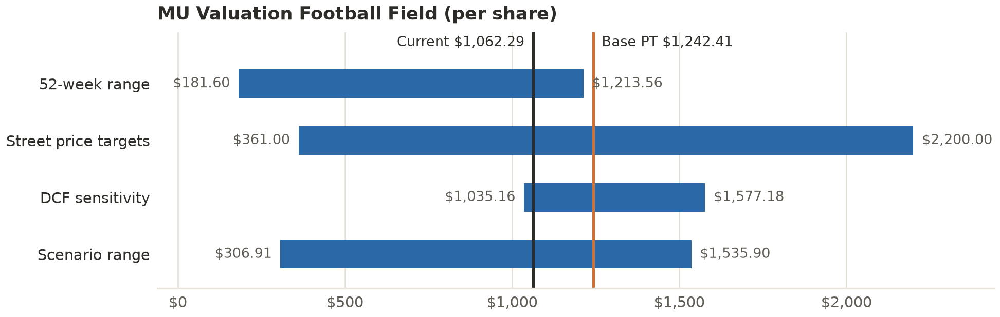 MU Valuation Football Field (per share)
Current $1,062.29 Base PT $1,242.41
52-week range $181.60 $1,213.56
Street price targets $361.00 $2,200.00
DCF sensitivity $1,035.16 $1,577.18
Scenario range $306.91 $1,535.90
$0 $500 $1,000 $1,500 $2,000